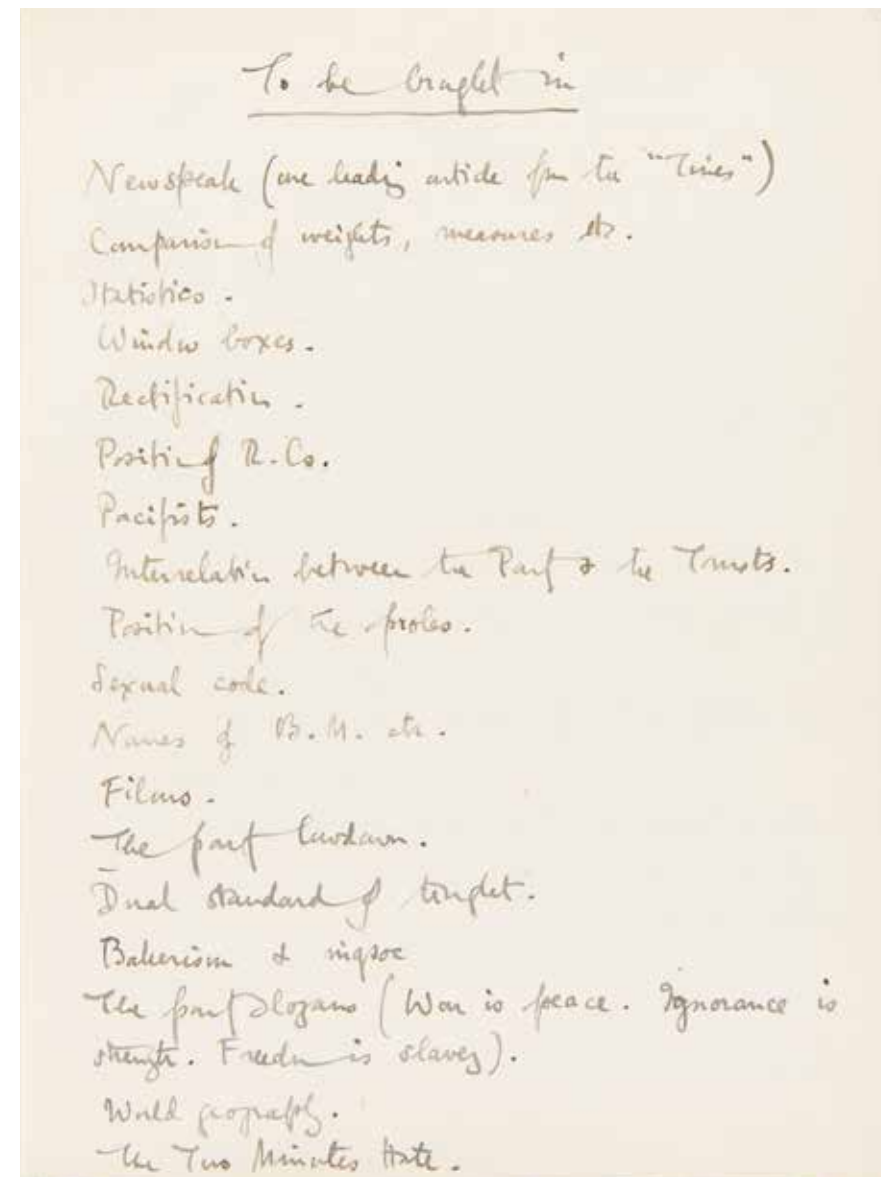 To be brought in
Newspeak (one leading article from the "Times")
Comparison of weights, measures etc.
Statistics.
Window boxes.
Rectification.
Position of R.Cs.
Pacifists.
Interrelation between the Party & the Trusts.
Position of the proles.
Sexual code.
Names of B.M. etc.
Films.
The party lowdown.
Dual standard of thought.
Bakerism & ingsoc
The party slogans (War is peace. Ignorance is
strength. Freedom is slavery).
World geography.
The Two Minutes Hate.